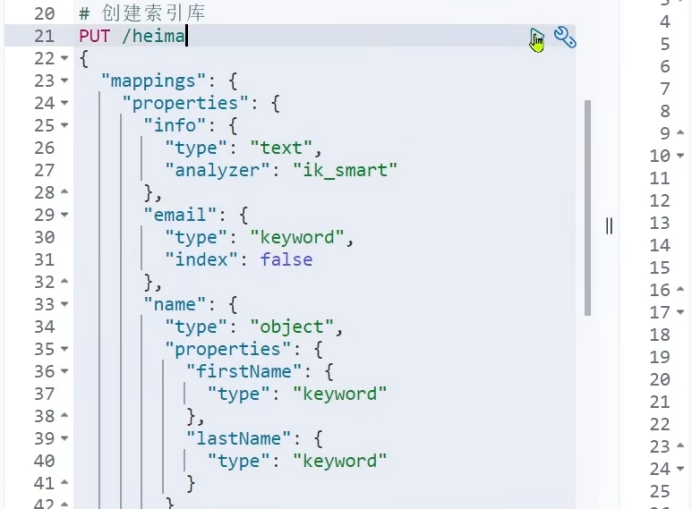 20 # 创建索引库
21 PUT /heima
22 {
23 "mappings": {
24 "properties": {
25 "info": {
26 "type": "text",
27 "analyzer": "ik_smart"
28 },
29 "email": {
30 "type": "keyword",
31 "index": false
32 },
33 "name": {
34 "type": "object",
35 "properties": {
36 "firstName": {
37 "type": "keyword"
38 },
39 "lastName": {
40 "type": "keyword"
41 }
42 }
4
5
6
7
8
9
10
11
12
13
14
15
16
17
18
19
20
21
22
23
24
25